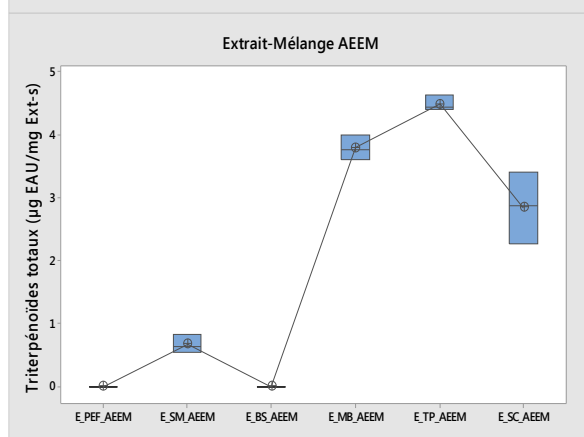 Extrait-Mélange AEEM
Triterpénoïdes totaux (µg EAU/mg Ext-s)
5
4
3
2
1
0
E_PEF_AEEM E_SM_AEEM E_BS_AEEM E_MB_AEEM E_TP_AEEM E_SC_AEEM